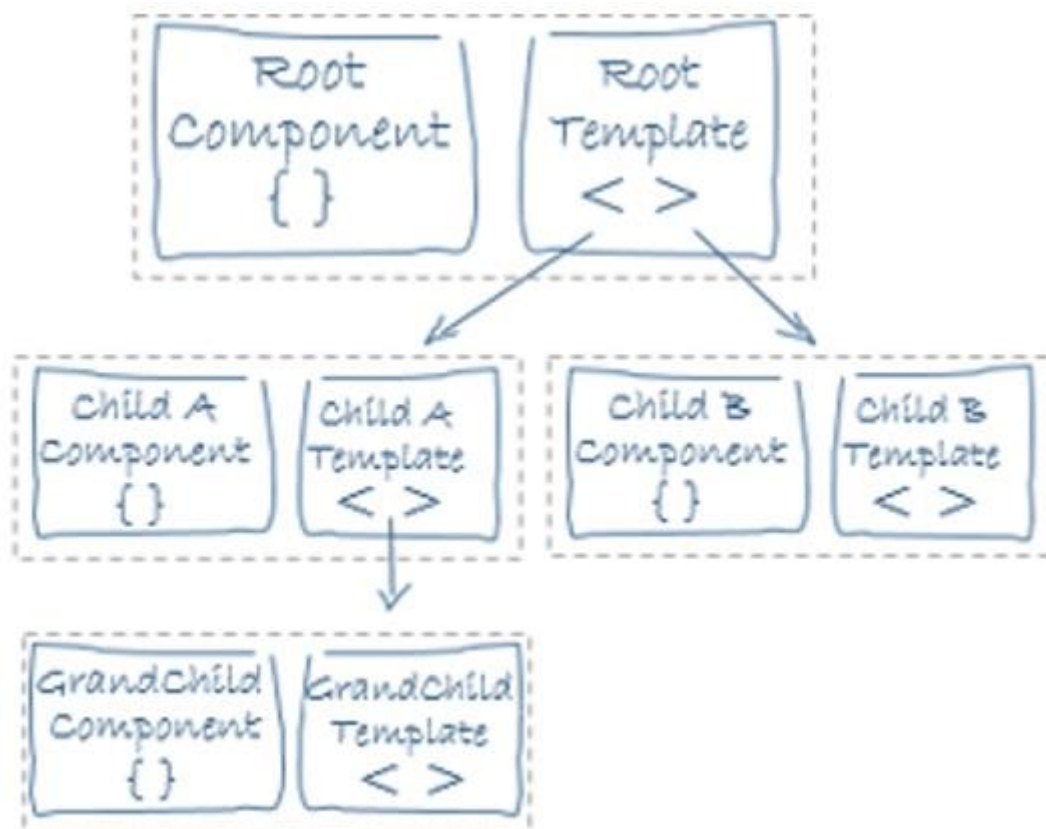 Root
Component
{ }
Root
Template
< >
Child A
Component
{ }
Child A
Template
< >
Child B
Component
{ }
Child B
Template
< >
GrandChild
Component
{ }
GrandChild
Template
< >